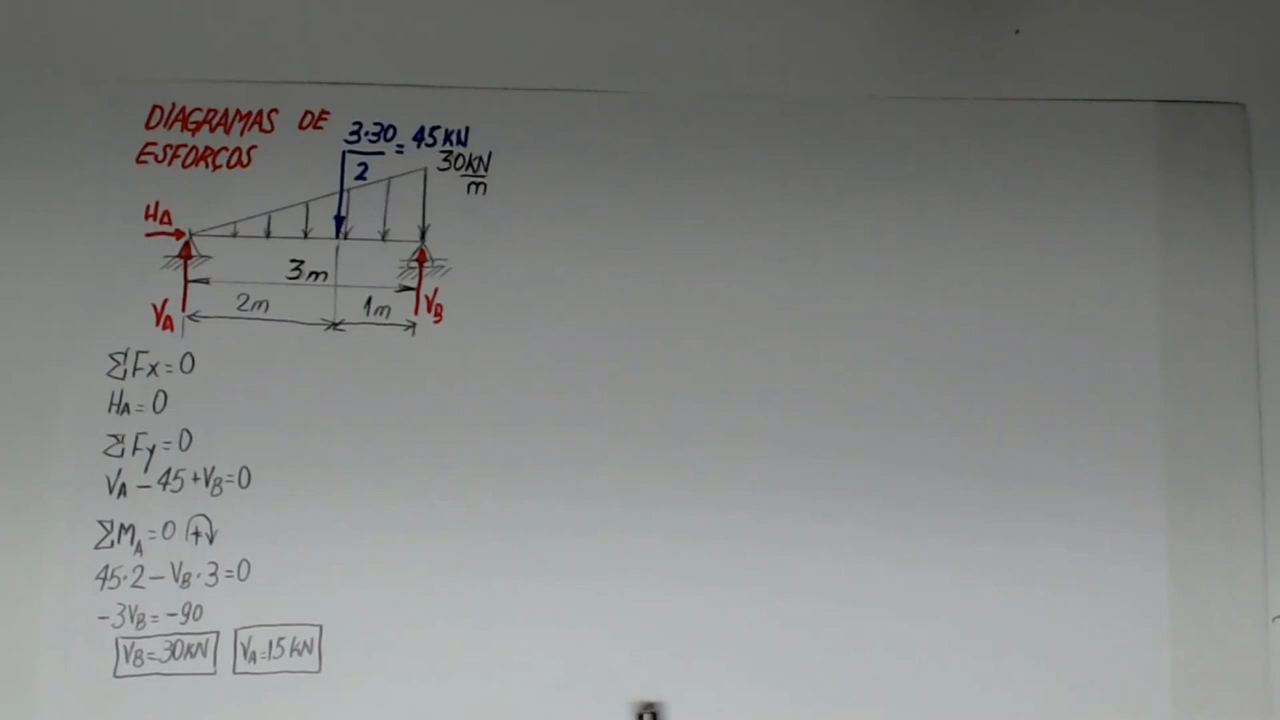 DIAGRAMAS DE
ESFORÇOS
3·30
2
= 45KN
30KN
m
HA
3m
2m
1m
VA
VB
ΣFx=0
HA=0
ΣFy=0
VA-45+VB=0
ΣMA=0 +
45·2-VB·3=0
-3VB=-90
VB=30KN VA=15KN